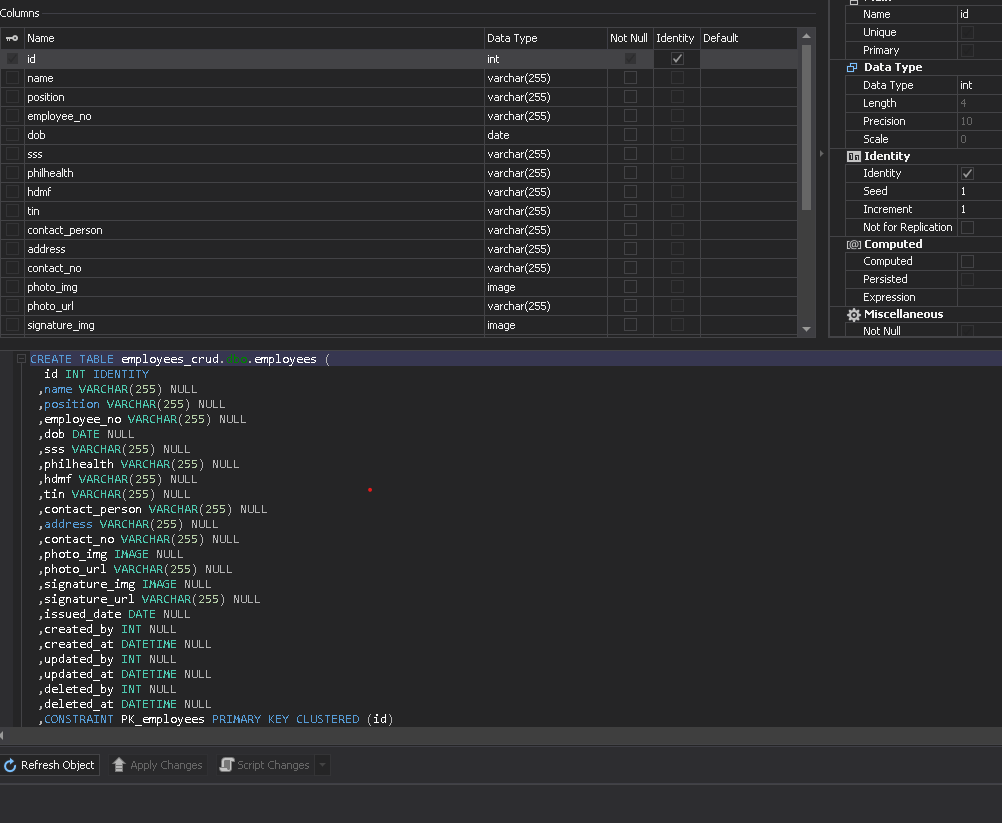 Columns
Name Data Type Not Null Identity Default
id int
name varchar(255)
position varchar(255)
employee_no varchar(255)
dob date
sss varchar(255)
philhealth varchar(255)
hdmf varchar(255)
tin varchar(255)
contact_person varchar(255)
address varchar(255)
contact_no varchar(255)
photo_img image
photo_url varchar(255)
signature_img image
Name id
Unique
Primary
Data Type
Data Type int
Length 4
Precision 10
Scale 0
Identity
Identity
Seed 1
Increment 1
Not for Replication
Computed
Computed
Persisted
Expression
Miscellaneous
Not Null
CREATE TABLE employees_crud.dbo.employees (
id INT IDENTITY
,name VARCHAR(255) NULL
,position VARCHAR(255) NULL
,employee_no VARCHAR(255) NULL
,dob DATE NULL
,sss VARCHAR(255) NULL
,philhealth VARCHAR(255) NULL
,hdmf VARCHAR(255) NULL
,tin VARCHAR(255) NULL
,contact_person VARCHAR(255) NULL
,address VARCHAR(255) NULL
,contact_no VARCHAR(255) NULL
,photo_img IMAGE NULL
,photo_url VARCHAR(255) NULL
,signature_img IMAGE NULL
,signature_url VARCHAR(255) NULL
,issued_date DATE NULL
,created_by INT NULL
,created_at DATETIME NULL
,updated_by INT NULL
,updated_at DATETIME NULL
,deleted_by INT NULL
,deleted_at DATETIME NULL
,CONSTRAINT PK_employees PRIMARY KEY CLUSTERED (id)
Refresh Object Apply Changes Script Changes